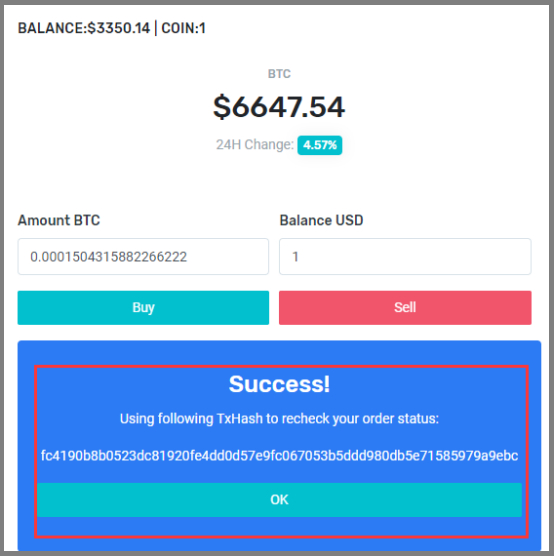 BALANCE:$3350.14 | COIN:1
BTC
$6647.54
24H Change: 4.57%
Amount BTC Balance USD
0.0001504315882266222 1
Buy Sell
Success!
Using following TxHash to recheck your order status:
fc4190b8b0523dc81920fe4dd0d57e9fc067053b5ddd980db5e71585979a9ebc
OK